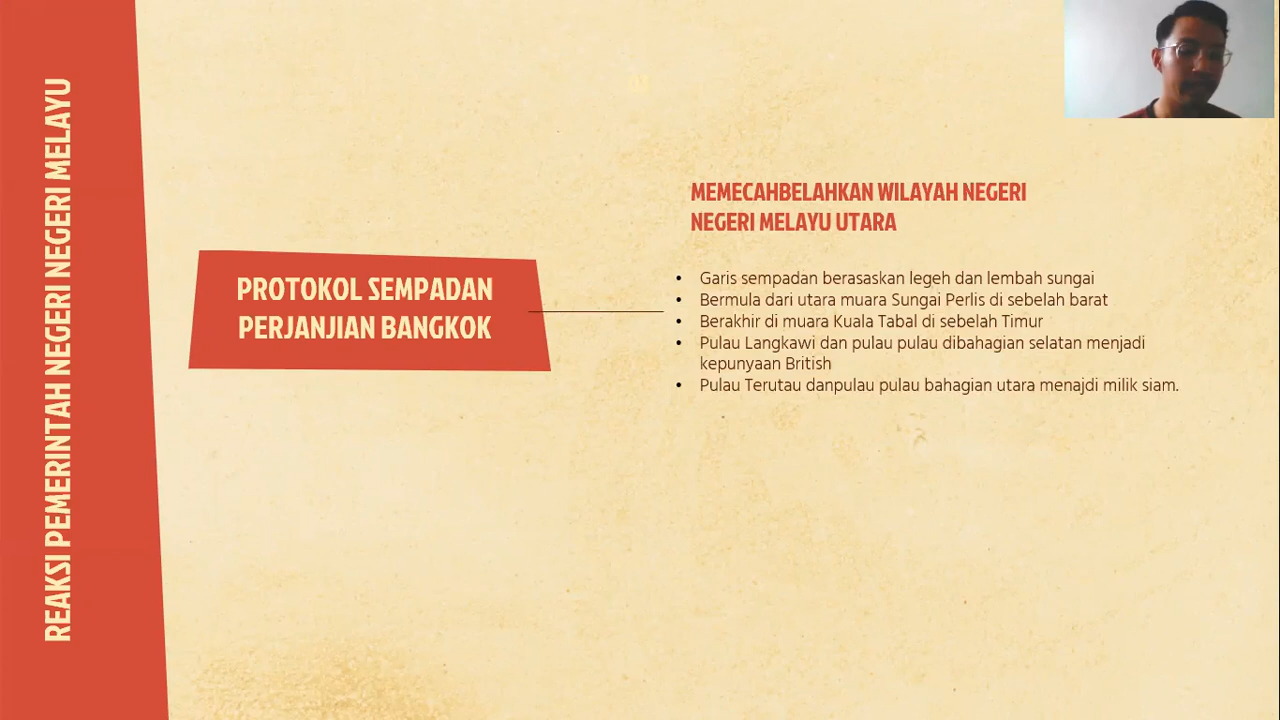 REAKSI PEMERINTAH NEGERI NEGERI MELAYU
PROTOKOL SEMPADAN
PERJANJIAN BANGKOK
MEMECAHBELAHKAN WILAYAH NEGERI
NEGERI MELAYU UTARA
• Garis sempadan berasaskan legeh dan lembah sungai
• Bermula dari utara muara Sungai Perlis di sebelah barat
• Berakhir di muara Kuala Tabal di sebelah Timur
• Pulau Langkawi dan pulau pulau dibahagian selatan menjadi
kepunyaan British
• Pulau Terutau danpulau pulau bahagian utara menajdi milik siam.